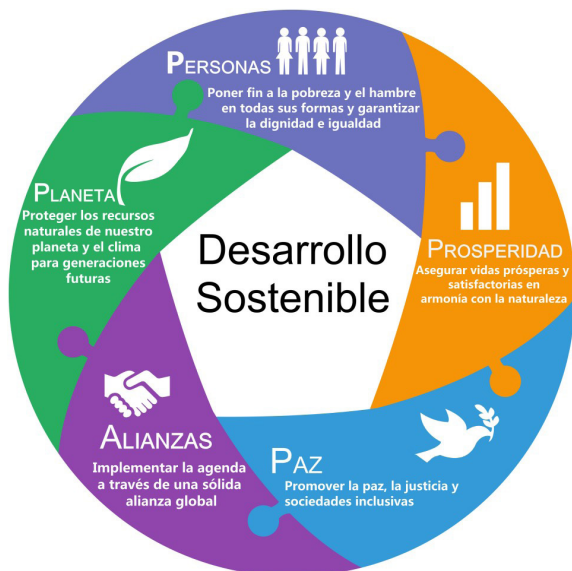 PERSONAS
Poner fin a la pobreza y el hambre
en todas sus formas y garantizar
la dignidad e igualdad
PROSPERIDAD
Asegurar vidas prósperas y
satisfactorias en
armonía con la naturaleza
PAZ
Promover la paz, la justicia y
sociedades inclusivas
ALIANZAS
Implementar la agenda
a través de una sólida
alianza global
PLANETA
Proteger los recursos
naturales de nuestro
planeta y el clima
para generaciones
futuras
Desarrollo
Sostenible